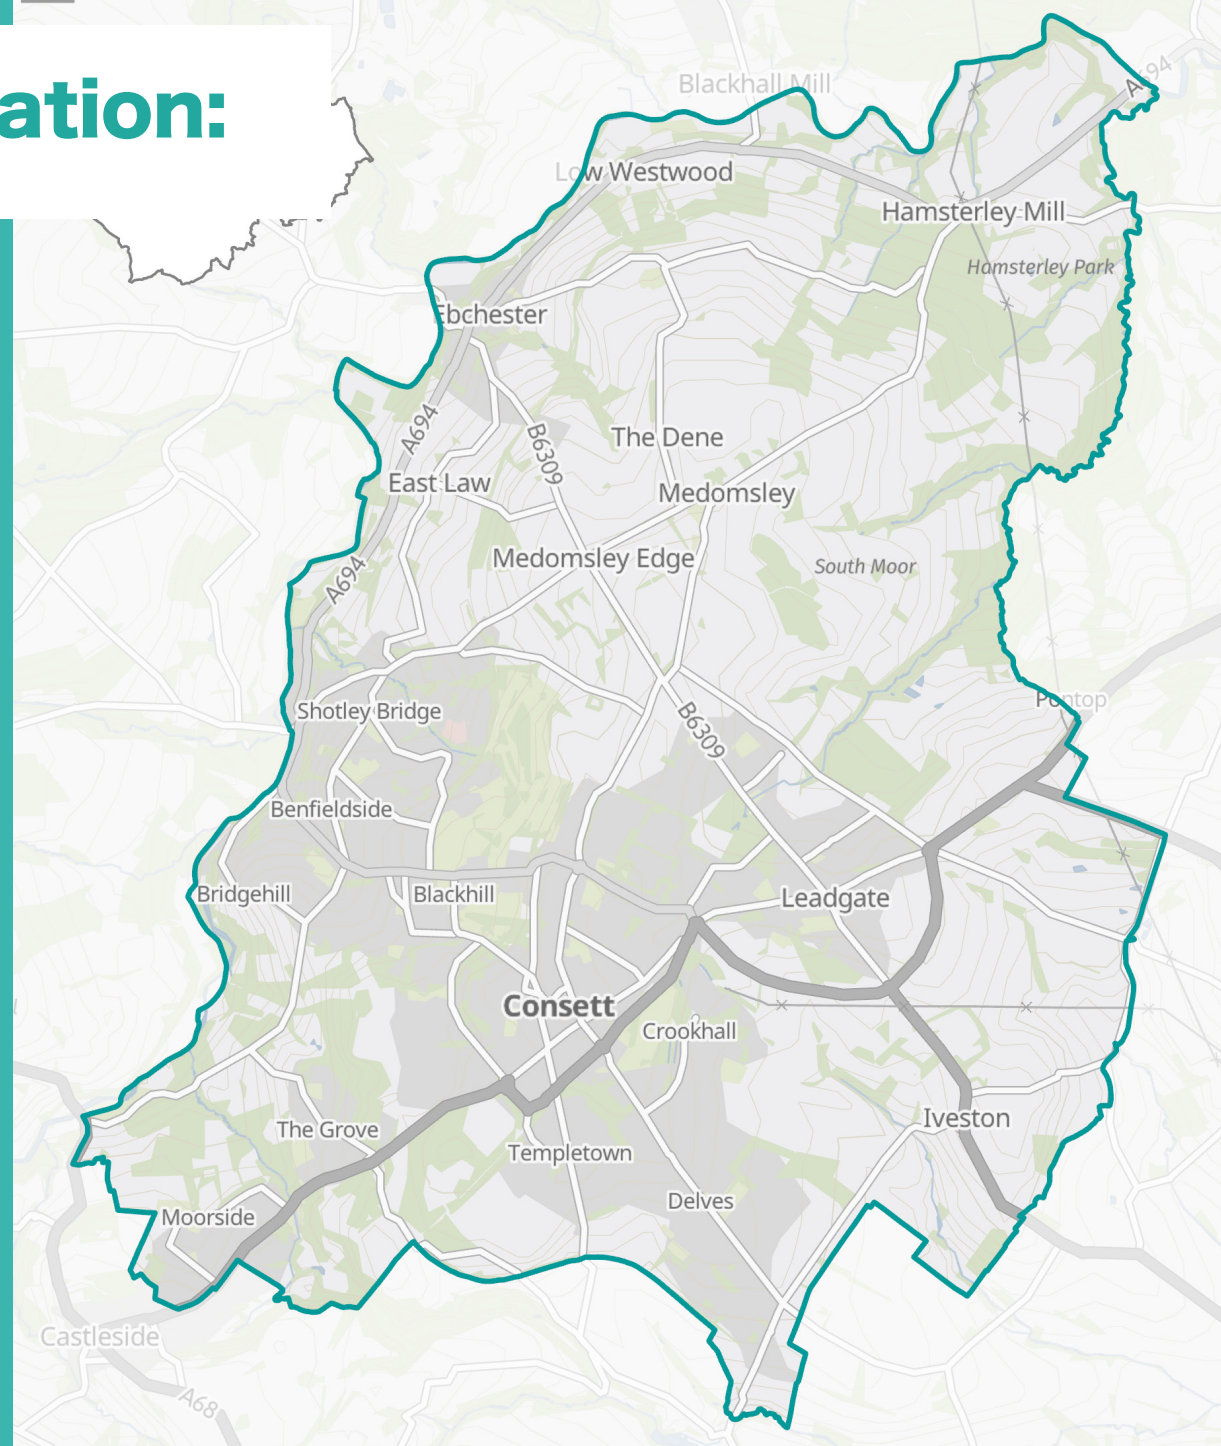 ation:
Blackhall Mill
A694
Low Westwood
Hamsterley Mill
Hamsterley Park
Ebchester
A694
B6309
The Dene
East Law
Medomsley
Medomsley Edge
South Moor
A694
Pontop
Shotley Bridge
B6309
Benfieldside
Bridgehill
Blackhill
Leadgate
Consett
Crookhall
The Grove
Iveston
Templetown
Delves
Moorside
Castleside
A68